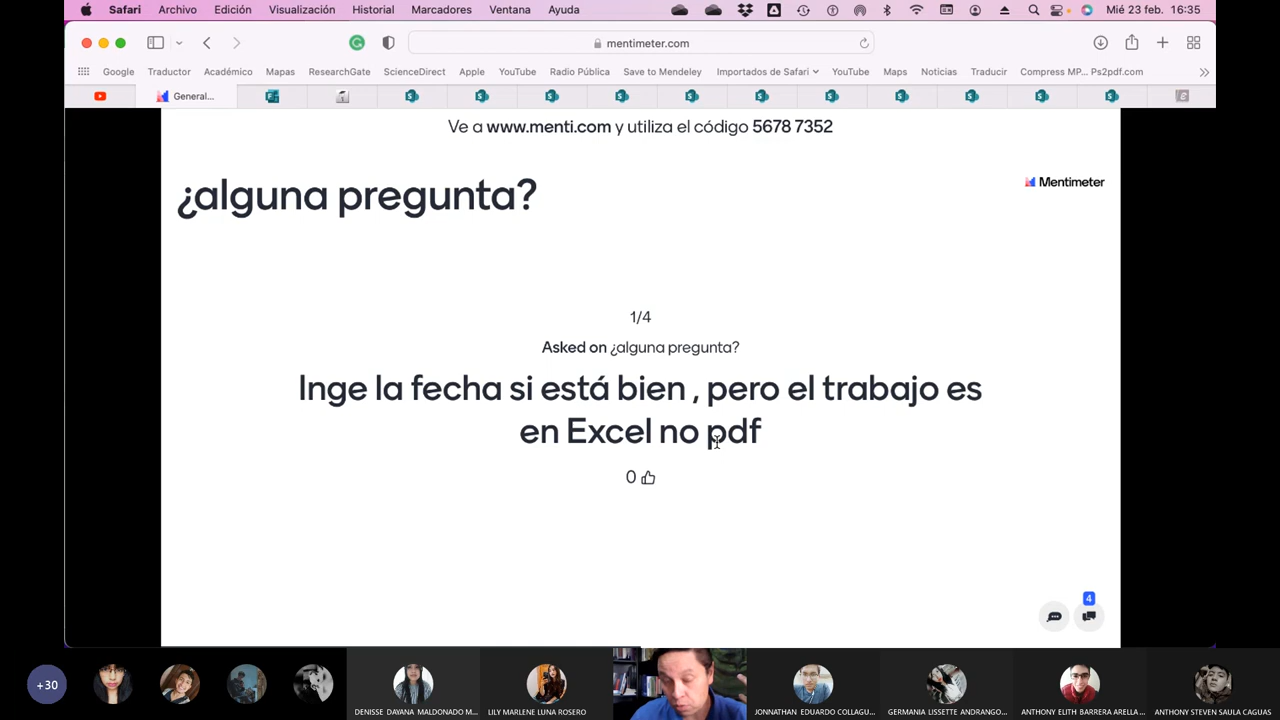 Safari Archivo Edición Visualización Historial Marcadores Ventana Ayuda Mié 23 feb. 16:35
mentimeter.com
Google Traductor Académico Mapas ResearchGate ScienceDirect Apple YouTube Radio Pública Save to Mendeley Importados de Safari YouTube Maps Noticias Traducir Compress MP... Ps2pdf.com
General...
Ve a www.menti.com y utiliza el código 5678 7352
¿alguna pregunta?
Mentimeter
1/4
Asked on ¿alguna pregunta?
Inge la fecha si está bien , pero el trabajo es
en Excel no pdf
0
4
+30
DENISSE DAYANA MALDONADO M... LILY MARLENE LUNA ROSERO JONNATHAN EDUARDO COLLAGU... GERMANIA LISSETTE ANDRANGO... ANTHONY ELITH BARRERA ARELLA ... ANTHONY STEVEN SAULA CAGUAS